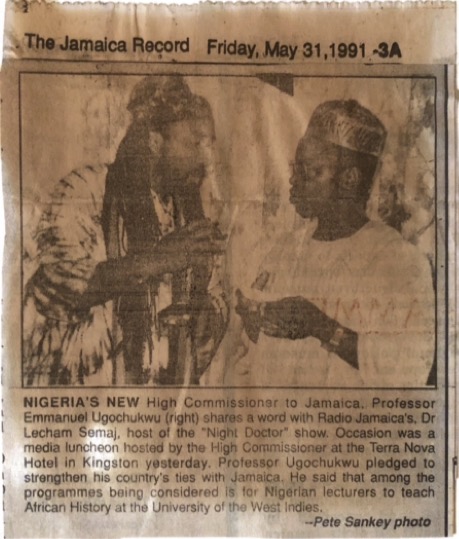 The Jamaica Record Friday, May 31,1991 -3A
NIGERIA'S NEW High Commissioner to Jamaica, Professor
Emmanuel Ugochukwu (right) shares a word with Radio Jamaica's, Dr
Lecham Semaj, host of the "Night Doctor" show. Occasion was a
media luncheon hosted by the High Commissioner at the Terra Nova
Hotel in Kingston yesterday. Professor Ugochukwu pledged to
strengthen his country's ties with Jamaica. He said that among the
programmes being considered is for Nigerian lecturers to teach
African History at the University of the West Indies.
--Pete Sankey photo